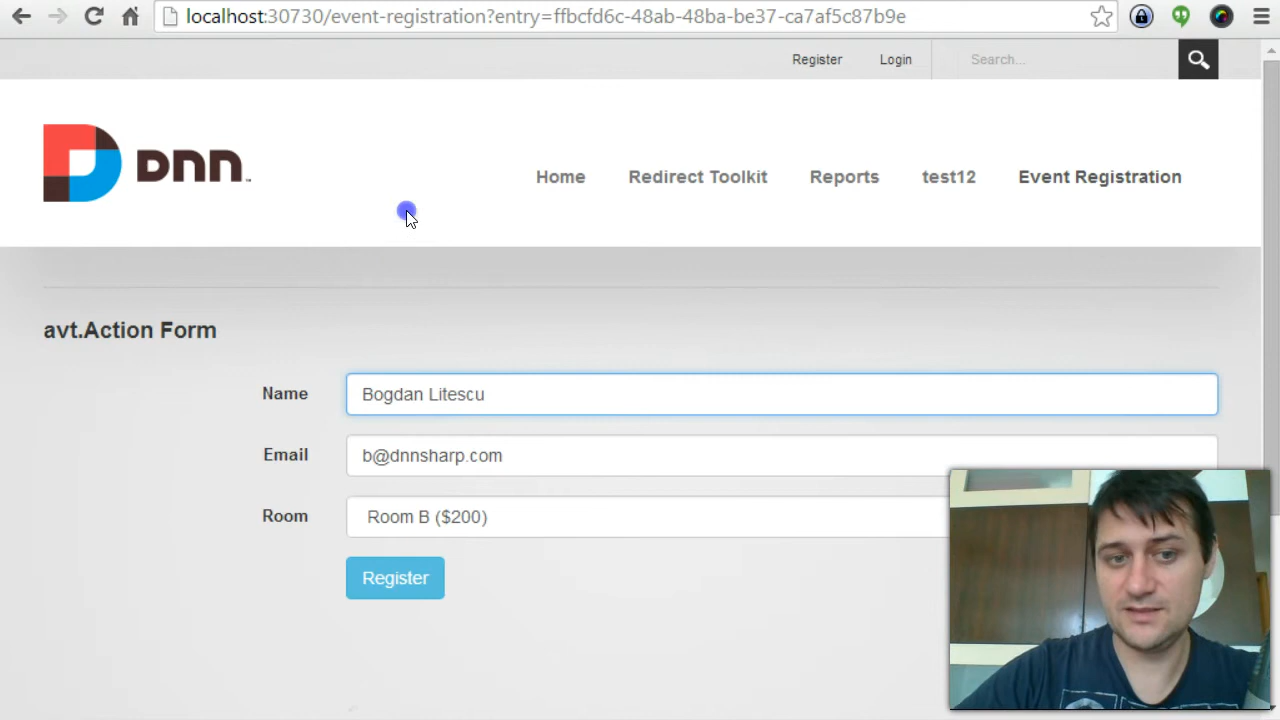 localhost:30730/event-registration?entry=ffbcfd6c-48ab-48ba-be37-ca7af5c87b9e
Register Login Search...
DNN
Home Redirect Toolkit Reports test12 Event Registration
avt.Action Form
Name Bogdan Litescu
Email b@dnnsharp.com
Room Room B ($200)
Register